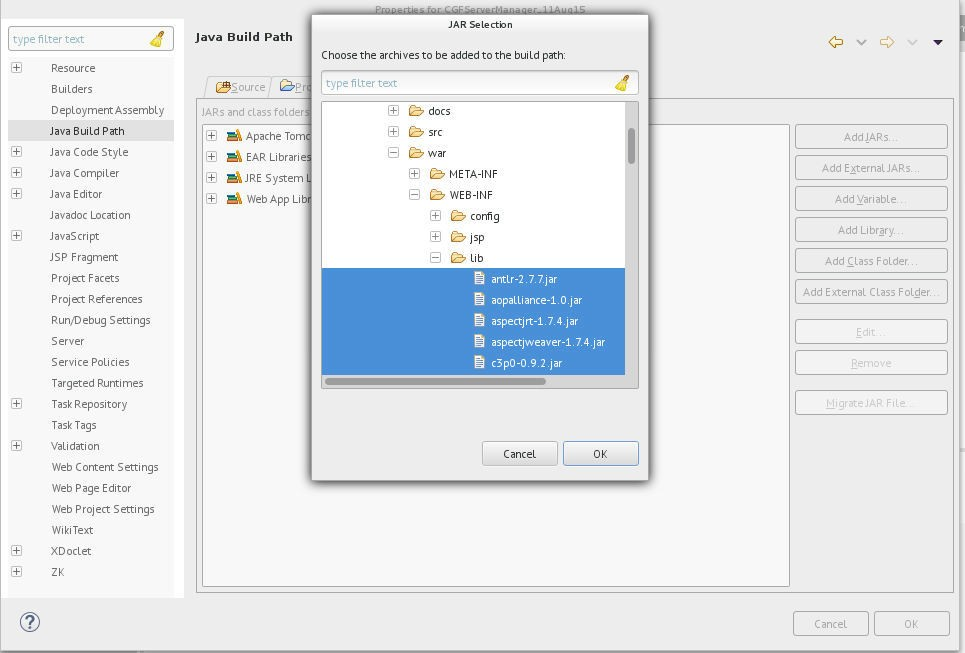 Properties for CGFServerManager_11Aug15
type filter text
Resource
Builders
Deployment Assembly
Java Build Path
Java Code Style
Java Compiler
Java Editor
Javadoc Location
JavaScript
JSP Fragment
Project Facets
Project References
Run/Debug Settings
Server
Service Policies
Targeted Runtimes
Task Repository
Task Tags
Validation
Web Content Settings
Web Page Editor
Web Project Settings
WikiText
XDoclet
ZK
Java Build Path
Source
Pro
JARs and class folders
Apache Tomc
EAR Libraries
JRE System L
Web App Libr
JAR Selection
Choose the archives to be added to the build path:
type filter text
docs
src
war
META-INF
WEB-INF
config
jsp
lib
antlr-2.7.7.jar
aopalliance-1.0.jar
aspectjrt-1.7.4.jar
aspectjweaver-1.7.4.jar
c3p0-0.9.2.jar
Cancel OK
Add JARs...
Add External JARs...
Add Variable...
Add Library...
Add Class Folder...
Add External Class Folder...
Edit...
Remove
Migrate JAR File...
Cancel OK